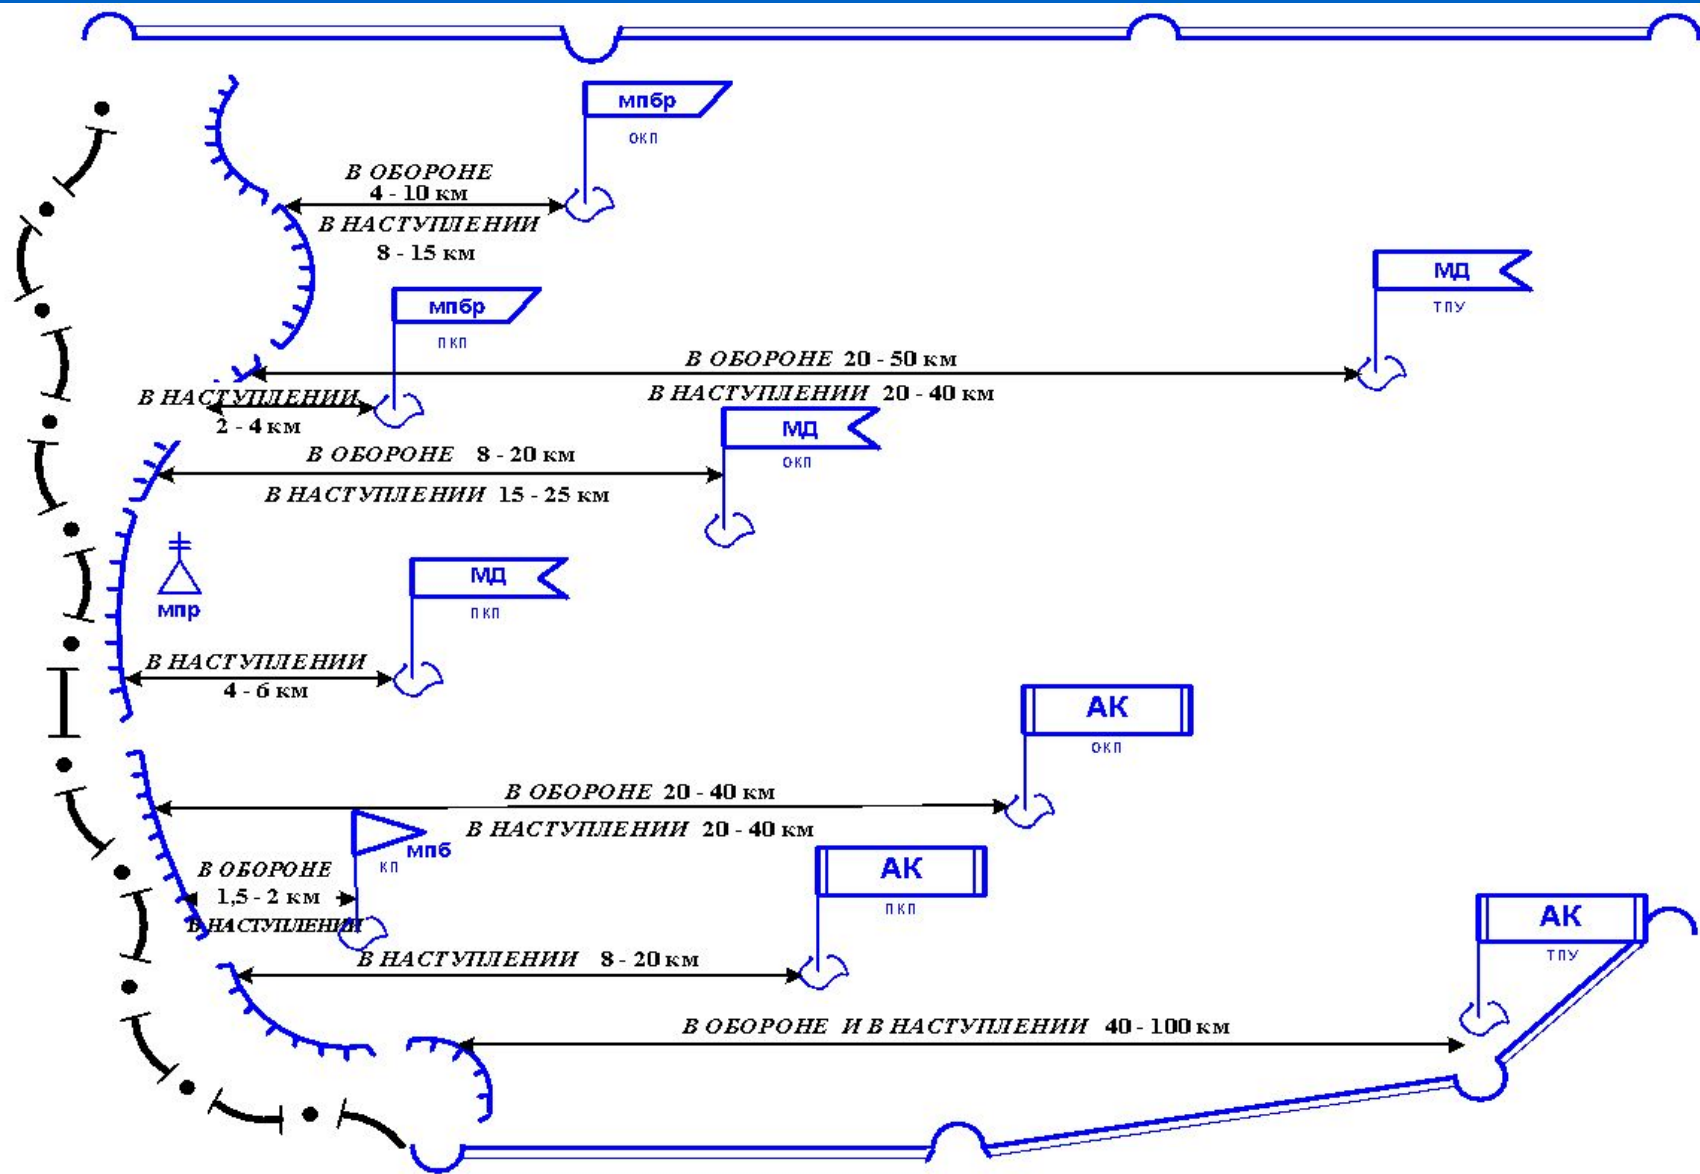 мпбр
ОКП
В ОБОРОНЕ
4 - 10 км
В НАСТУПЛЕНИИ
8 - 15 км
МД
ТПУ
мпбр
ПКП
В ОБОРОНЕ 20 - 50 км
В НАСТУПЛЕНИИ 20 - 40 км
В НАСТУПЛЕНИИ
2 - 4 км
МД
ОКП
В ОБОРОНЕ 8 - 20 км
В НАСТУПЛЕНИИ 15 - 25 км
МД
ПКП
мпр
В НАСТУПЛЕНИИ
4 - 6 км
АК
ОКП
В ОБОРОНЕ 20 - 40 км
В НАСТУПЛЕНИИ 20 - 40 км
мпб
КП
В ОБОРОНЕ
1,5 - 2 км
В НАСТУПЛЕНИИ
АК
ПКП
В НАСТУПЛЕНИИ 8 - 20 км
АК
ТПУ
В ОБОРОНЕ И В НАСТУПЛЕНИИ 40 - 100 км